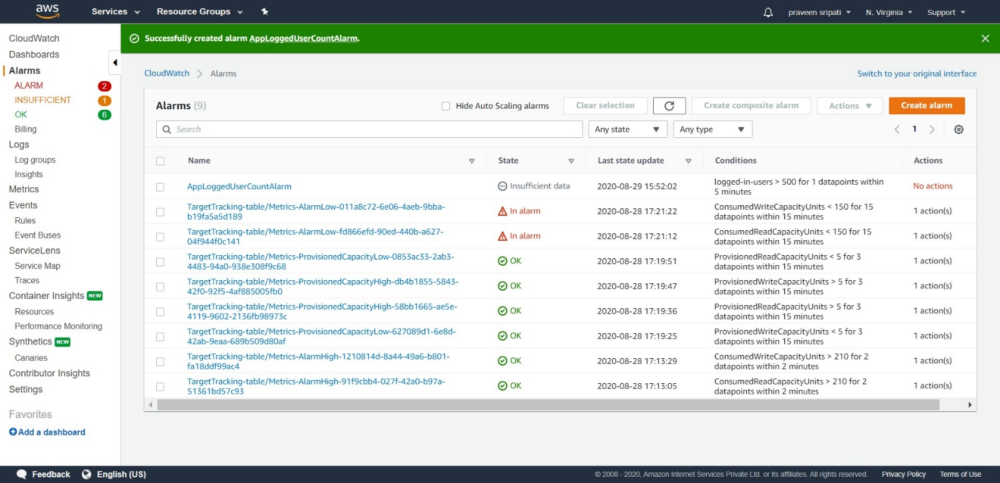 aws Services Resource Groups praveen sripati N. Virginia Support
Successfully created alarm AppLoggedUserCountAlarm.
CloudWatch
Dashboards
Alarms
ALARM 2
INSUFFICIENT 1
OK 6
Billing
Logs
Log groups
Insights
Metrics
Events
Rules
Event Buses
ServiceLens
Service Map
Traces
Container Insights NEW
Resources
Performance Monitoring
Synthetics NEW
Canaries
Contributor Insights
Settings
Favorites
Add a dashboard
CloudWatch Alarms Switch to your original interface
Alarms (9) Hide Auto Scaling alarms Clear selection Create composite alarm Actions Create alarm
Search Any state Any type 1
Name State Last state update Conditions Actions
AppLoggedUserCountAlarm Insufficient data 2020-08-29 15:52:02 logged-in-users > 500 for 1 datapoints within No actions
5 minutes
TargetTracking-table/Metrics-AlarmLow-011a8c72-6e06-4aeb-9bba- In alarm 2020-08-28 17:21:22 ConsumedWriteCapacityUnits < 150 for 15 1 action(s)
b19fa5a5d189 datapoints within 15 minutes
TargetTracking-table/Metrics-AlarmLow-fd866efd-90ed-440b-a627- In alarm 2020-08-28 17:21:12 ConsumedReadCapacityUnits < 150 for 15 1 action(s)
04f944f0c141 datapoints within 15 minutes
TargetTracking-table/Metrics-ProvisionedCapacityLow-0853ac33-2ab3- OK 2020-08-28 17:19:51 ProvisionedReadCapacityUnits < 5 for 3 1 action(s)
4483-94a0-938e308f9c68 datapoints within 15 minutes
TargetTracking-table/Metrics-ProvisionedCapacityHigh-db4b1855-5843- OK 2020-08-28 17:19:47 ProvisionedWriteCapacityUnits > 5 for 3 1 action(s)
42f0-92f5-4af885005fb0 datapoints within 15 minutes
TargetTracking-table/Metrics-ProvisionedCapacityHigh-58bb1665-ae5e- OK 2020-08-28 17:19:36 ProvisionedReadCapacityUnits > 5 for 3 1 action(s)
4119-9602-2136fb98973c datapoints within 15 minutes
TargetTracking-table/Metrics-ProvisionedCapacityLow-627089d1-6e8d- OK 2020-08-28 17:19:25 ProvisionedWriteCapacityUnits < 5 for 3 1 action(s)
42ab-9eaa-689b509d80af datapoints within 15 minutes
TargetTracking-table/Metrics-AlarmHigh-1210814d-8a44-49a6-b801- OK 2020-08-28 17:13:29 ConsumedWriteCapacityUnits > 210 for 2 1 action(s)
fa18ddf99ac4 datapoints within 2 minutes
TargetTracking-table/Metrics-AlarmHigh-91f9cbb4-027f-42a0-b97a- OK 2020-08-28 17:13:05 ConsumedReadCapacityUnits > 210 for 2 1 action(s)
51361bd57c93 datapoints within 2 minutes
Feedback English (US) © 2008 - 2020, Amazon Internet Services Private Ltd. or its affiliates. All rights reserved. Privacy Policy Terms of Use